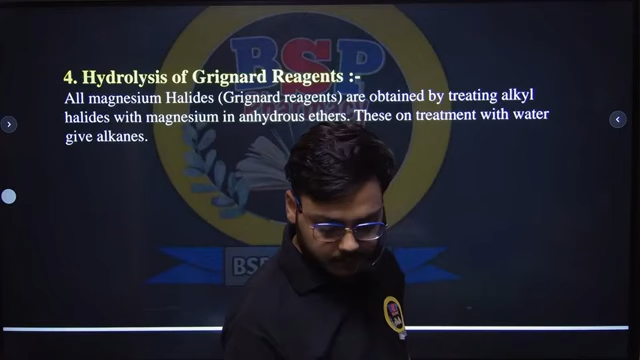 BSP
4. Hydrolysis of Grignard Reagents :-
All magnesium Halides (Grignard reagents) are obtained by treating alkyl
halides with magnesium in anhydrous ethers. These on treatment with water
give alkanes.
BSP